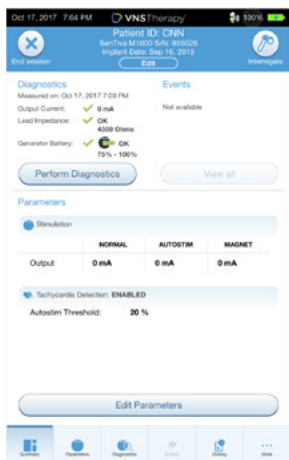 Oct 17, 2017 7:04 PM VNSTherapy 100%
Patient ID: CNN
SenTiva M1000 S/N: 955026
Implant Date: Sep 16, 2015
End session Edit Interrogate
Diagnostics Events
Measured on: Oct 17, 2017 7:03 PM
Output Current: 0 mA Not available
Lead Impedance: OK
4339 Ohms
Generator Battery: OK
75% - 100%
Perform Diagnostics View all
Parameters
Stimulation
NORMAL AUTOSTIM MAGNET
Output 0 mA 0 mA 0 mA
Tachycardia Detection: ENABLED
Autostim Threshold: 20 %
Edit Parameters
Summary Parameters Diagnostics Events History More